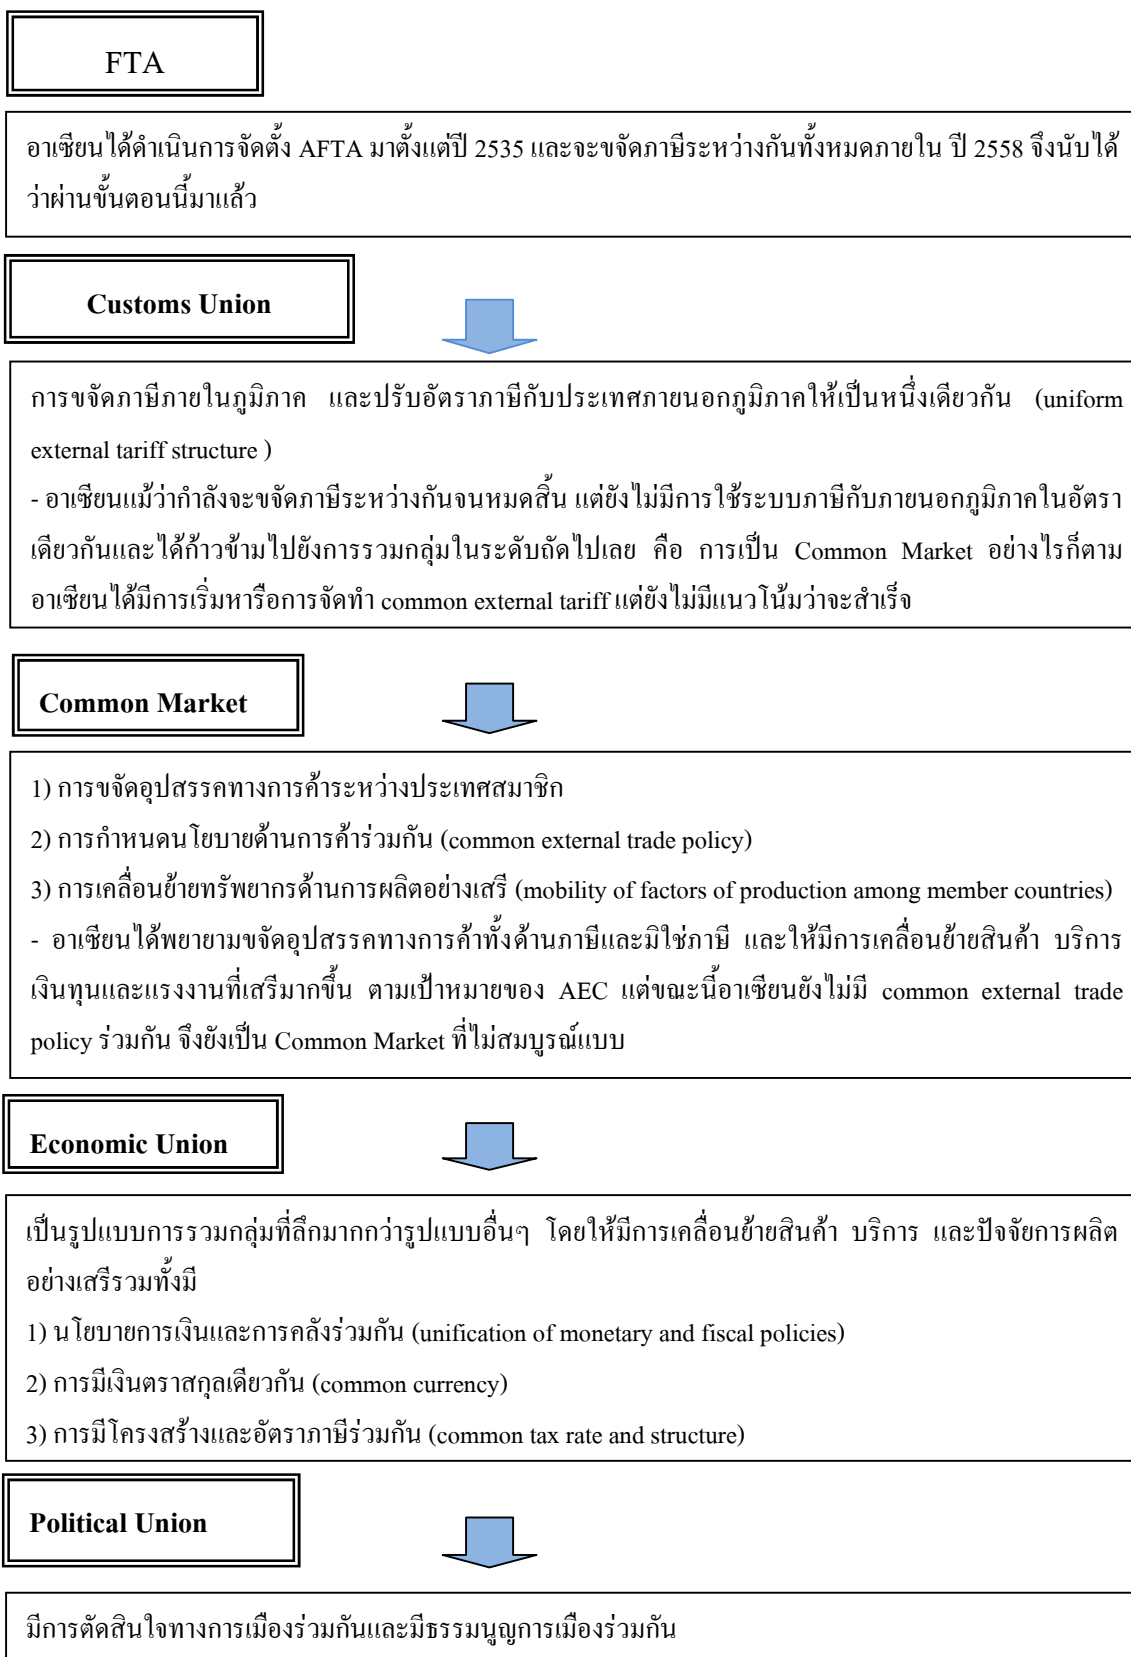 FTA
อาเซียนได้ดำเนินการจัดตั้ง AFTA มาตั้งแต่ปี 2535 และจะขจัดภาษีระหว่างกันทั้งหมดภายใน ปี 2558 จึงนับได้
ว่าผ่านขั้นตอนนี้มาแล้ว
Customs Union
การขจัดภาษีภายในภูมิภาค และปรับอัตราภาษีกับประเทศภายนอกภูมิภาคให้เป็นหนึ่งเดียวกัน (uniform
external tariff structure )
- อาเซียนแม้ว่ากำลังจะขจัดภาษีระหว่างกันจนหมดสิ้น แต่ยังไม่มีการใช้ระบบภาษีกับภายนอกภูมิภาคในอัตรา
เดียวกันและได้ก้าวข้ามไปยังการรวมกลุ่มในระดับถัดไปเลย คือ การเป็น Common Market อย่างไรก็ตาม
อาเซียนได้มีการเริ่มหารือการจัดทำ common external tariff แต่ยังไม่มีแนวโน้มว่าจะสำเร็จ
Common Market
1) การขจัดอุปสรรคทางการค้าระหว่างประเทศสมาชิก
2) การกำหนดนโยบายด้านการค้าร่วมกัน (common external trade policy)
3) การเคลื่อนย้ายทรัพยากรด้านการผลิตอย่างเสรี (mobility of factors of production among member countries)
- อาเซียนได้พยายามขจัดอุปสรรคทางการค้าทั้งด้านภาษีและมิใช่ภาษี และให้มีการเคลื่อนย้ายสินค้า บริการ
เงินทุนและแรงงานที่เสรีมากขึ้น ตามเป้าหมายของ AEC แต่ขณะนี้อาเซียนยังไม่มี common external trade
policy ร่วมกัน จึงยังเป็น Common Market ที่ไม่สมบูรณ์แบบ
Economic Union
เป็นรูปแบบการรวมกลุ่มที่ลึกมากกว่ารูปแบบอื่นๆ โดยให้มีการเคลื่อนย้ายสินค้า บริการ และปัจจัยการผลิต
อย่างเสรีรวมทั้งมี
1) นโยบายการเงินและการคลังร่วมกัน (unification of monetary and fiscal policies)
2) การมีเงินตราสกุลเดียวกัน (common currency)
3) การมีโครงสร้างและอัตราภาษีร่วมกัน (common tax rate and structure)
Political Union
มีการตัดสินใจทางการเมืองร่วมกันและมีธรรมนูญการเมืองร่วมกัน